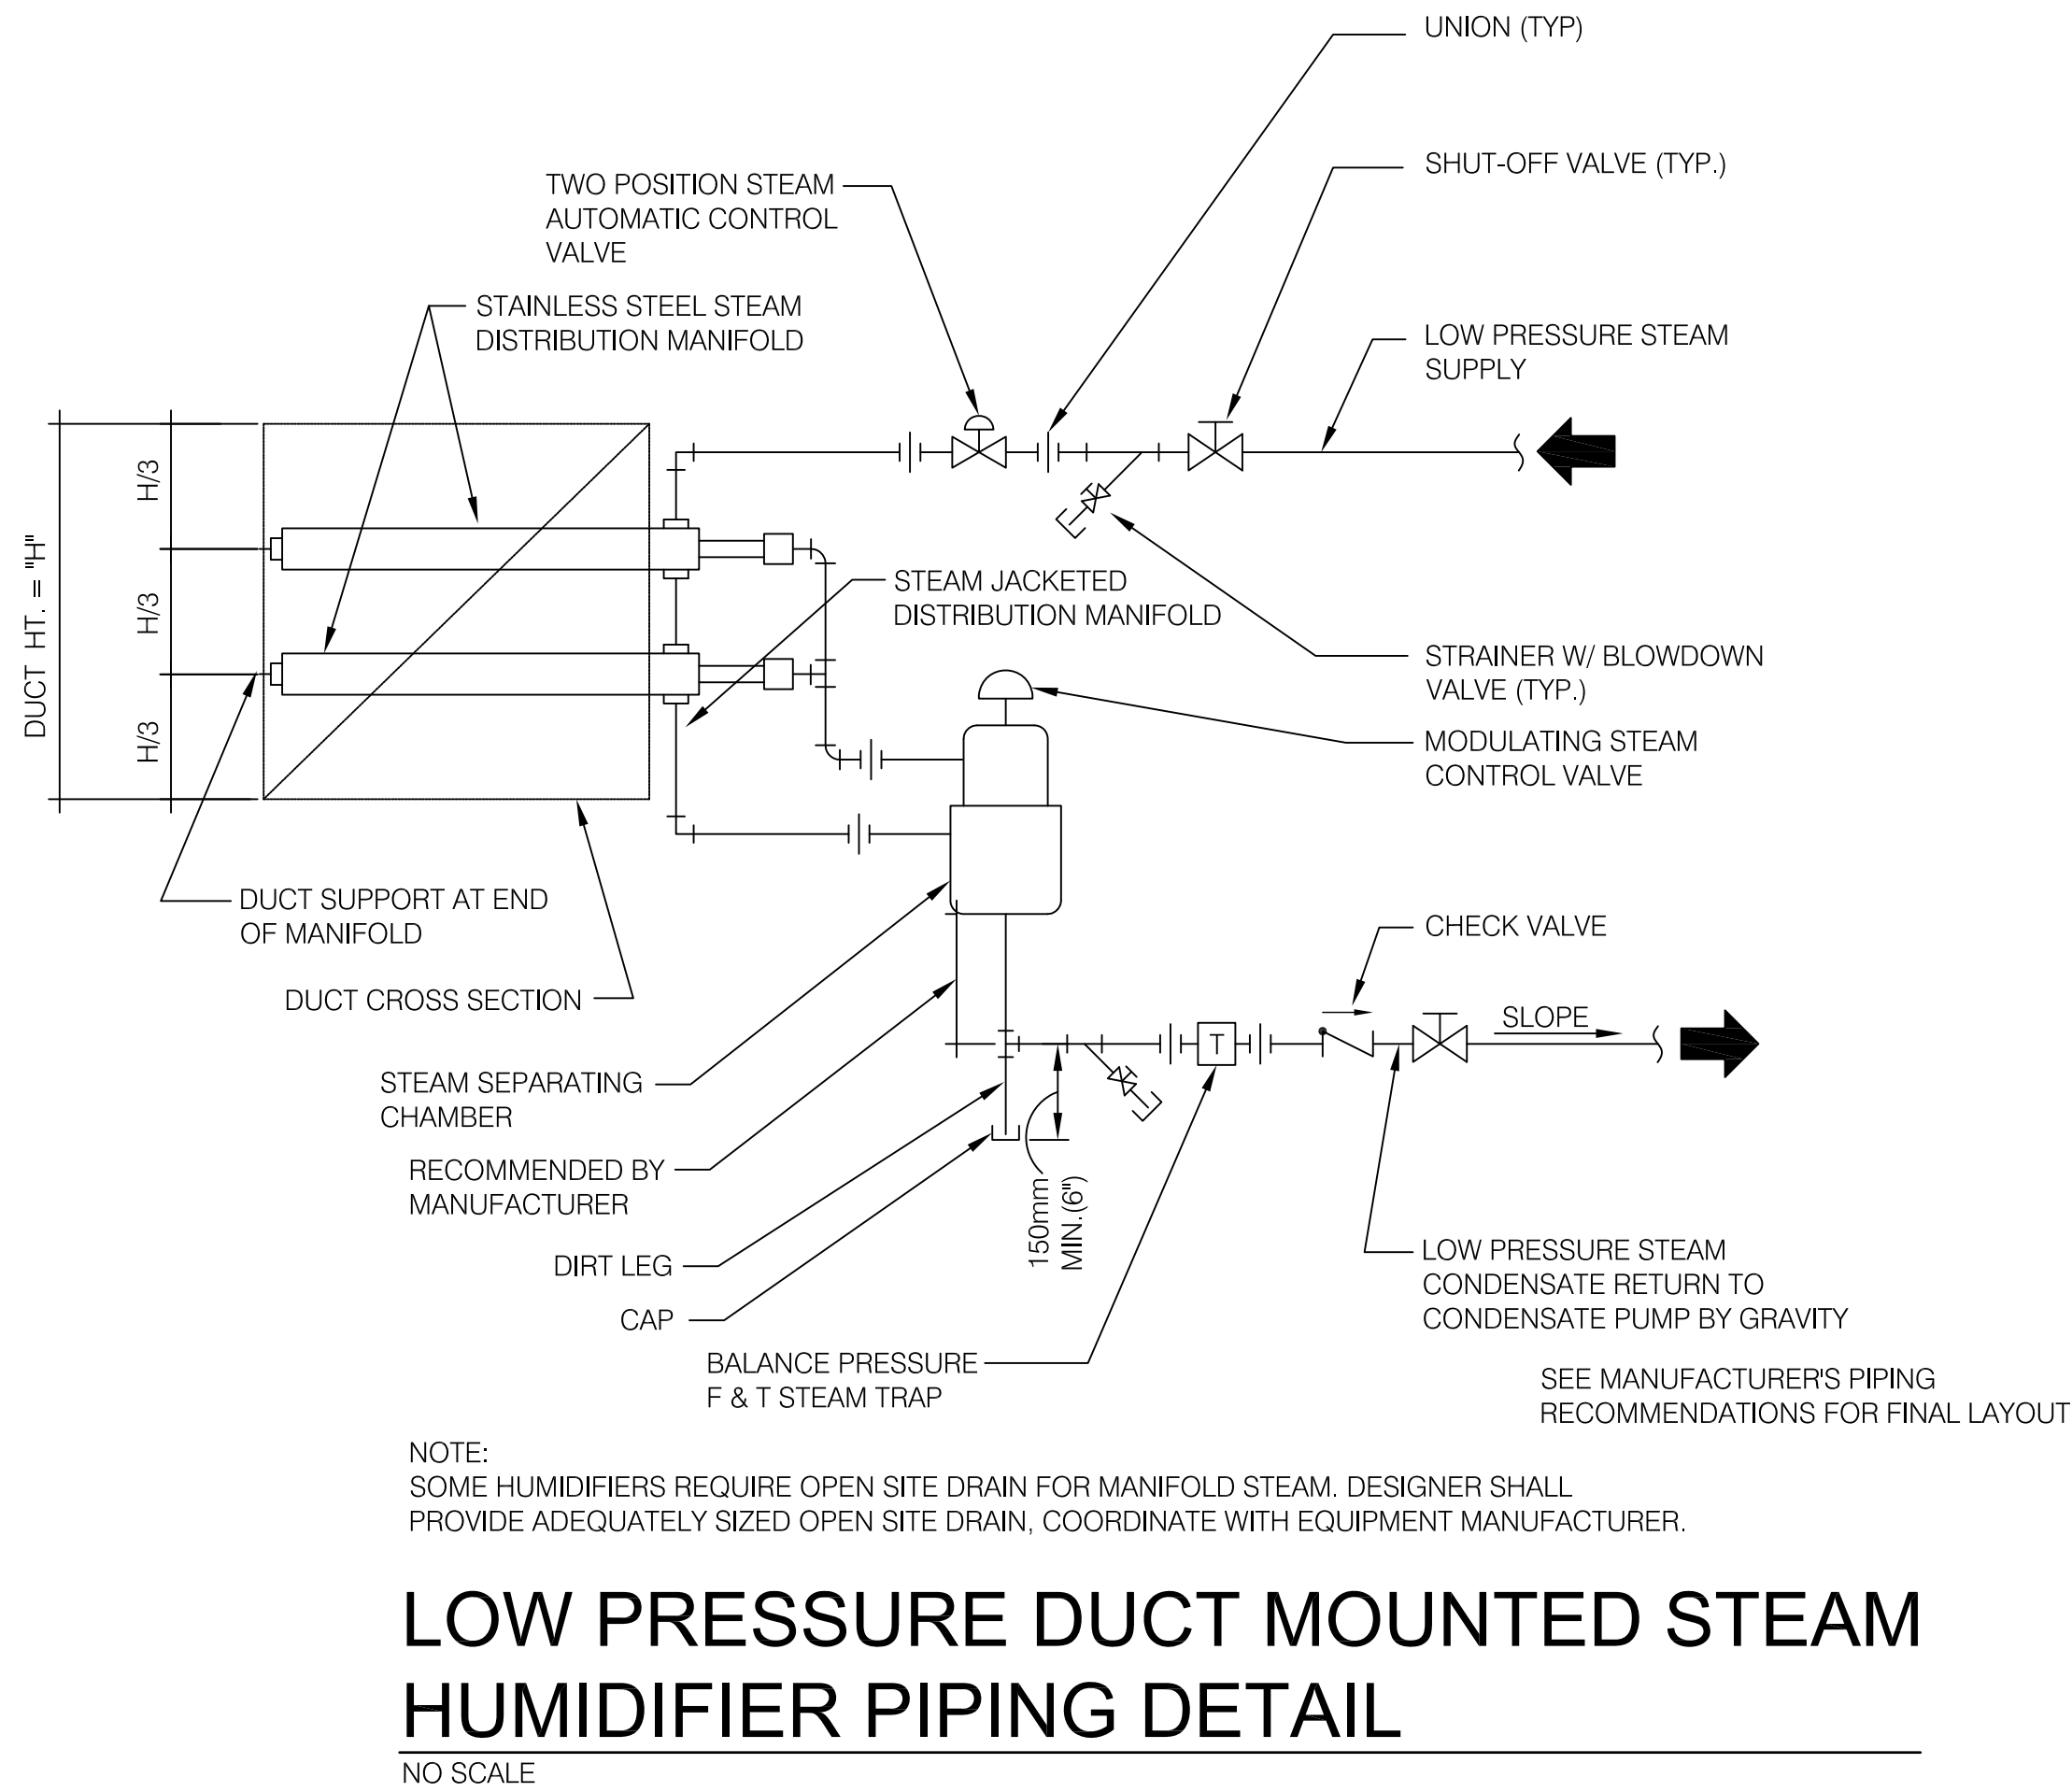 UNION (TYP)
SHUT-OFF VALVE (TYP.)
TWO POSITION STEAM
AUTOMATIC CONTROL
VALVE
STAINLESS STEEL STEAM
DISTRIBUTION MANIFOLD
LOW PRESSURE STEAM
SUPPLY
H/3
H/3
H/3
DUCT HT. = "H"
STEAM JACKETED
DISTRIBUTION MANIFOLD
STRAINER W/ BLOWDOWN
VALVE (TYP.)
MODULATING STEAM
CONTROL VALVE
DUCT SUPPORT AT END
OF MANIFOLD
DUCT CROSS SECTION
CHECK VALVE
SLOPE
T
STEAM SEPARATING
CHAMBER
RECOMMENDED BY
MANUFACTURER
150mm
MIN.(6")
DIRT LEG
CAP
LOW PRESSURE STEAM
CONDENSATE RETURN TO
CONDENSATE PUMP BY GRAVITY
BALANCE PRESSURE
F & T STEAM TRAP
SEE MANUFACTURER'S PIPING
RECOMMENDATIONS FOR FINAL LAYOUT
NOTE:
SOME HUMIDIFIERS REQUIRE OPEN SITE DRAIN FOR MANIFOLD STEAM. DESIGNER SHALL
PROVIDE ADEQUATELY SIZED OPEN SITE DRAIN, COORDINATE WITH EQUIPMENT MANUFACTURER.
LOW PRESSURE DUCT MOUNTED STEAM
HUMIDIFIER PIPING DETAIL
NO SCALE